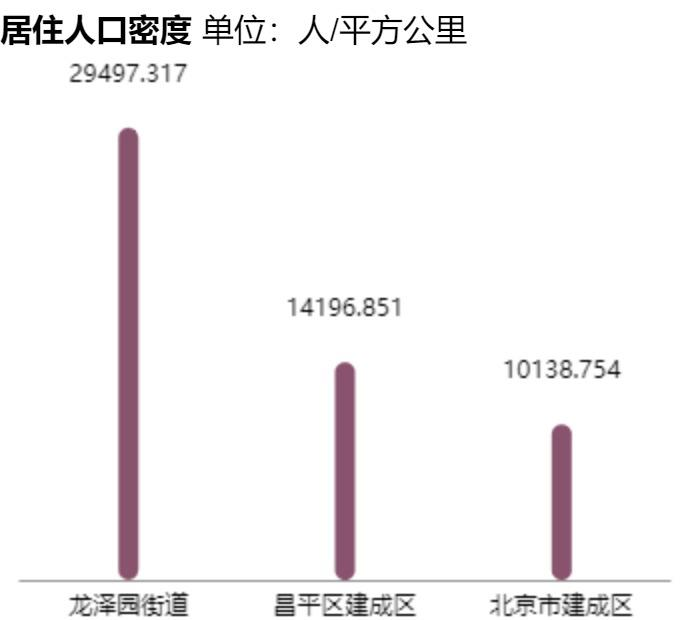 居住人口密度 单位：人/平方公里
29497.317
14196.851
10138.754
龙泽园街道 昌平区建成区 北京市建成区